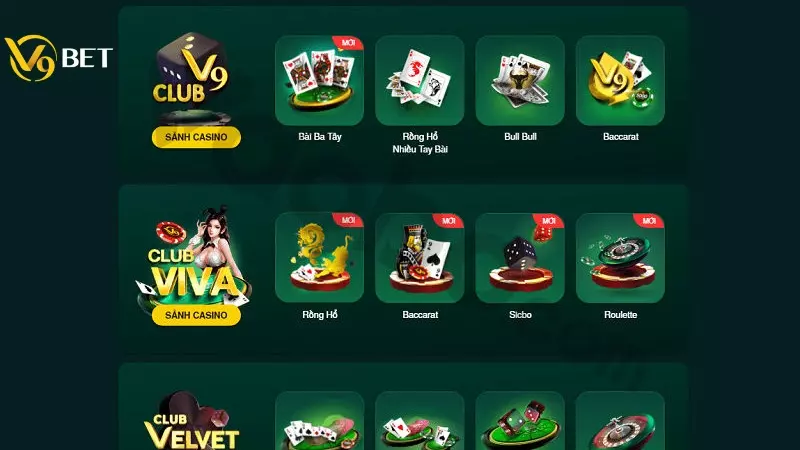 V9 BET
V9
CLUB
SẢNH CASINO
MỚI
Bài Ba Tây
Rồng Hổ
Nhiều Tay Bài
Bull Bull
V9
Baccarat
CLUB
VIVA
SẢNH CASINO
Rồng Hổ
MỚI
Baccarat
MỚI
Sicbo
MỚI
Roulette
MỚI
CLUB
VELVET